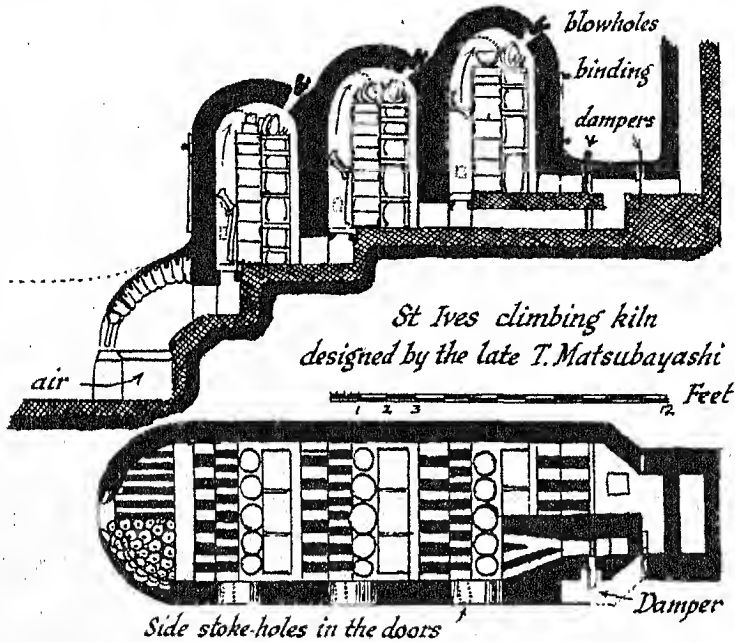 blowholes
binding
dampers
St Ives climbing kiln
designed by the late T. Matsubayashi
air
Feet
1 2 3 12
Side stoke-holes in the doors
Damper